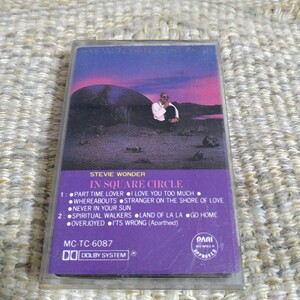 STEVIE WONDER
IN SQUARE CIRCLE
1 : ●PART-TIME LOVER ●I LOVE YOU TOO MUCH ●
●WHEREABOUTS ●STRANGER ON THE SHORE OF LOVE
●NEVER IN YOUR SUN
2 : ●SPIRITUAL WALKERS ●LAND OF LA LA ●GO HOME
●OVERJOYED ●IT'S WRONG (Apartheid)
MC-TC-6087
DOLBY SYSTEM
PARI